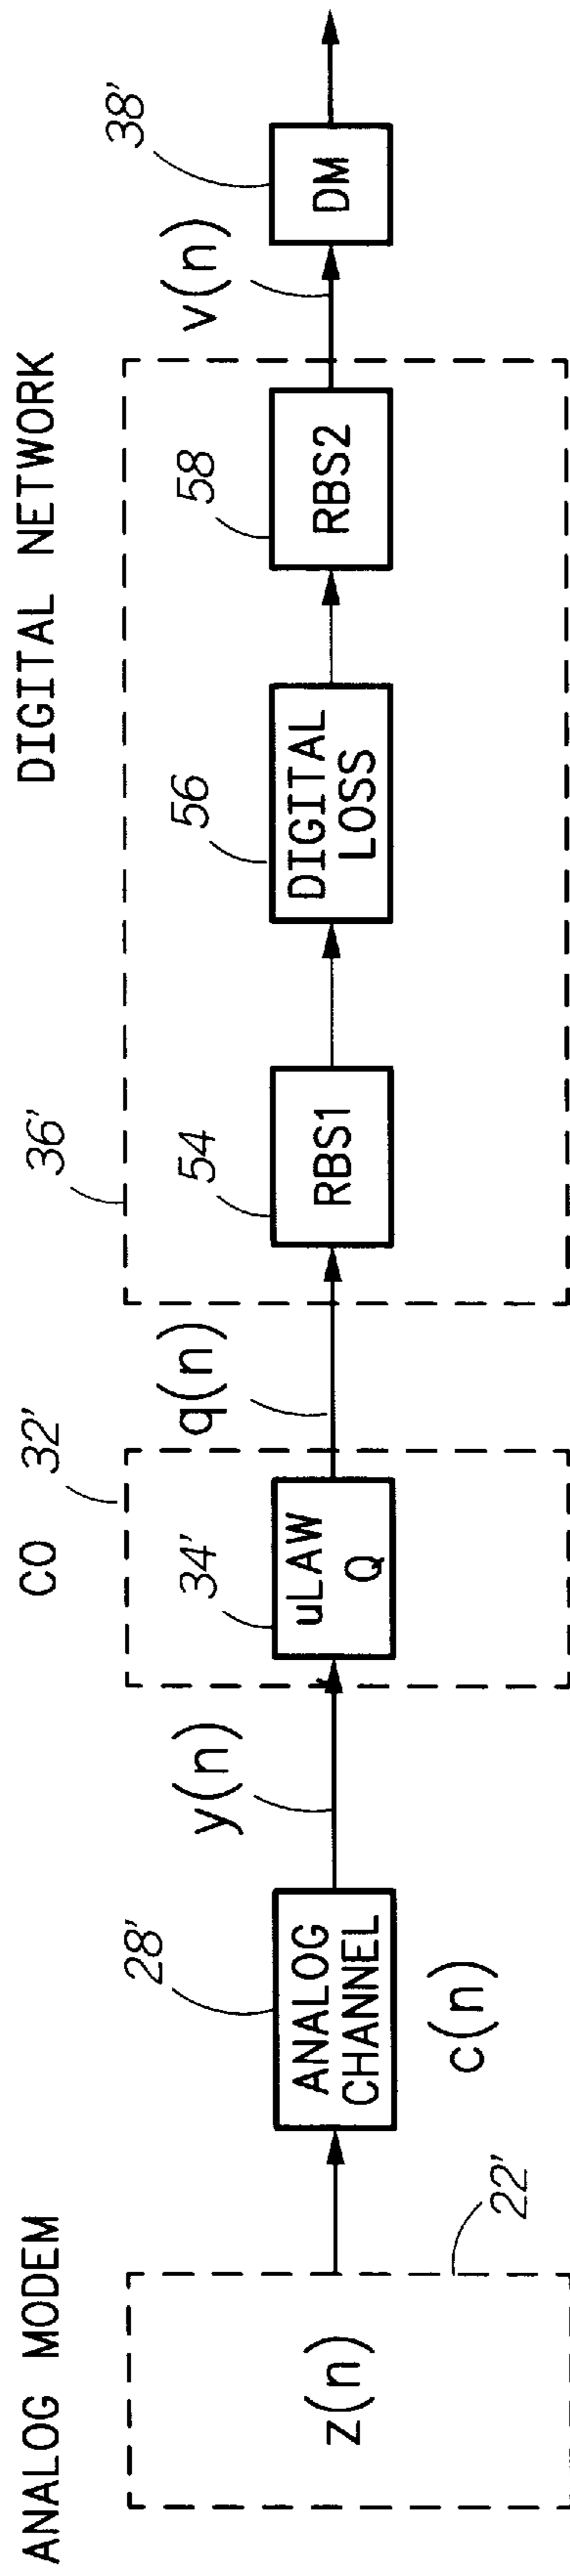 ANALOG MODEM
z(n)
22'
28'
ANALOG
CHANNEL
c(n)
y(n)
CO
32'
34'
uLAW
Q
q(n)
36'
DIGITAL NETWORK
54
RBS1
56
DIGITAL
LOSS
58
RBS2
v(n)
38'
DM